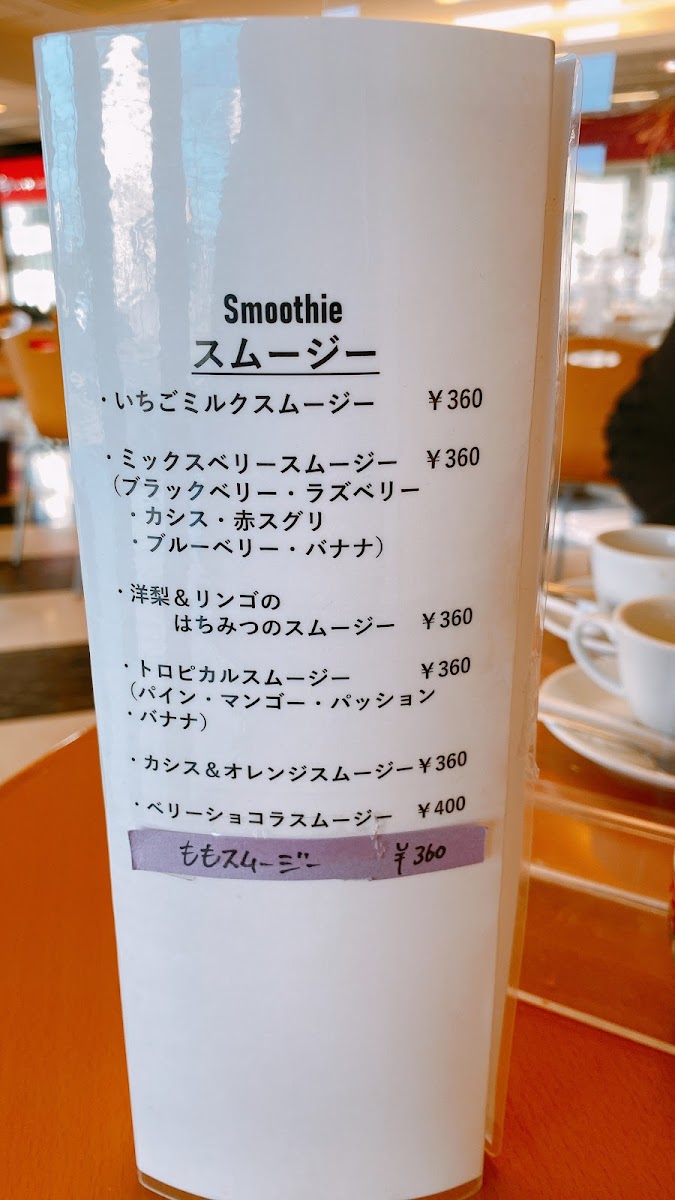 Smoothie
スムージー
・いちごミルクスムージー ￥360
・ミックスベリースムージー ￥360
（ブラックベリー・ラズベリー
・カシス・赤スグリ
・ブルーベリー・バナナ）
・洋梨＆リンゴの
はちみつのスムージー ￥360
・トロピカルスムージー ￥360
（パイン・マンゴー・パッション
・バナナ）
・カシス＆オレンジスムージー ￥360
・ベリーショコラスムージー ￥400
ももスムージー ￥360